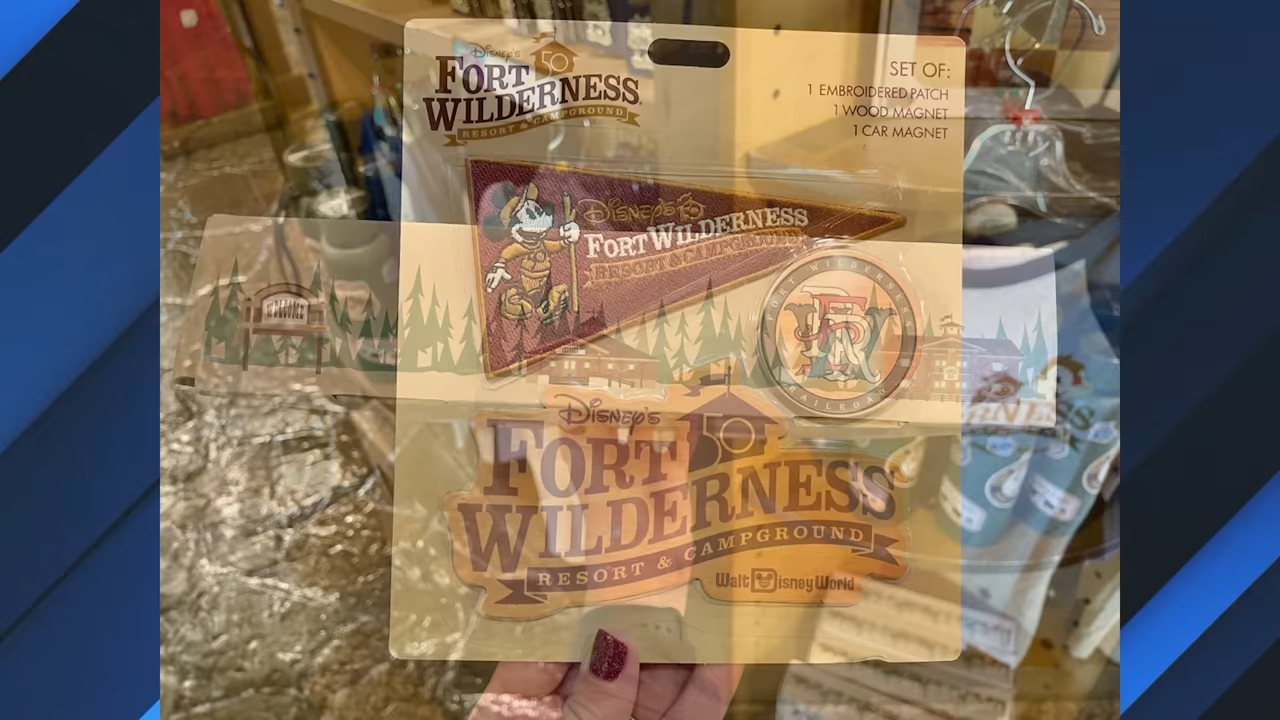 Disney's 50
FORT
WILDERNESS
RESORT & CAMPGROUND
SET OF:
1 EMBROIDERED PATCH
1 WOOD MAGNET
1 CAR MAGNET
Disney's 50
FORT WILDERNESS
RESORT & CAMPGROUND
WELCOME
FORT WILDERNESS
RAILROAD
Disney's
FORT 50
WILDERNESS
RESORT & CAMPGROUND
Walt Disney World